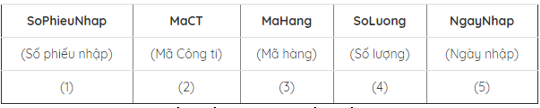 SoPhieuNhap MaCT MaHang SoLuong NgayNhap
(Số phiếu nhập) (Mã Công ti) (Mã hàng) (Số lượng) (Ngày nhập)
(1) (2) (3) (4) (5)